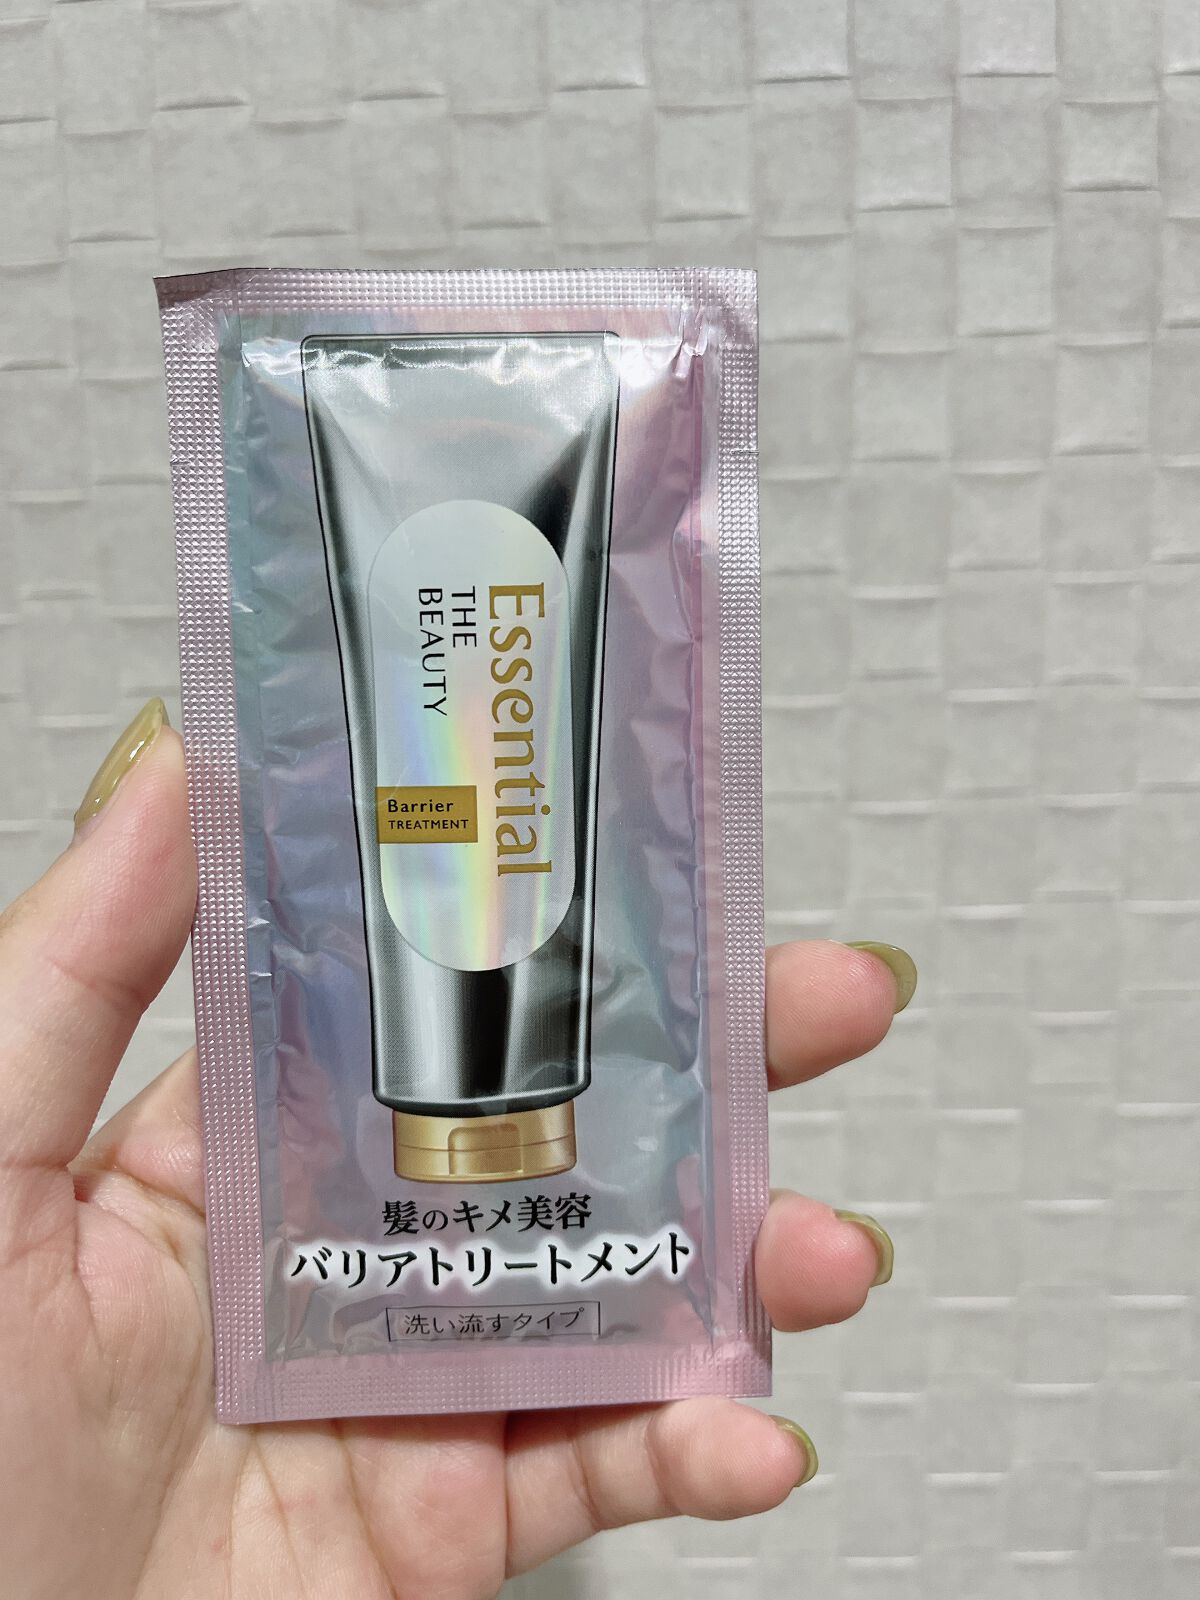 Essential
THE
BEAUTY
Barrier
TREATMENT
髪のキメ美容
バリアトリートメント
洗い流すタイプ